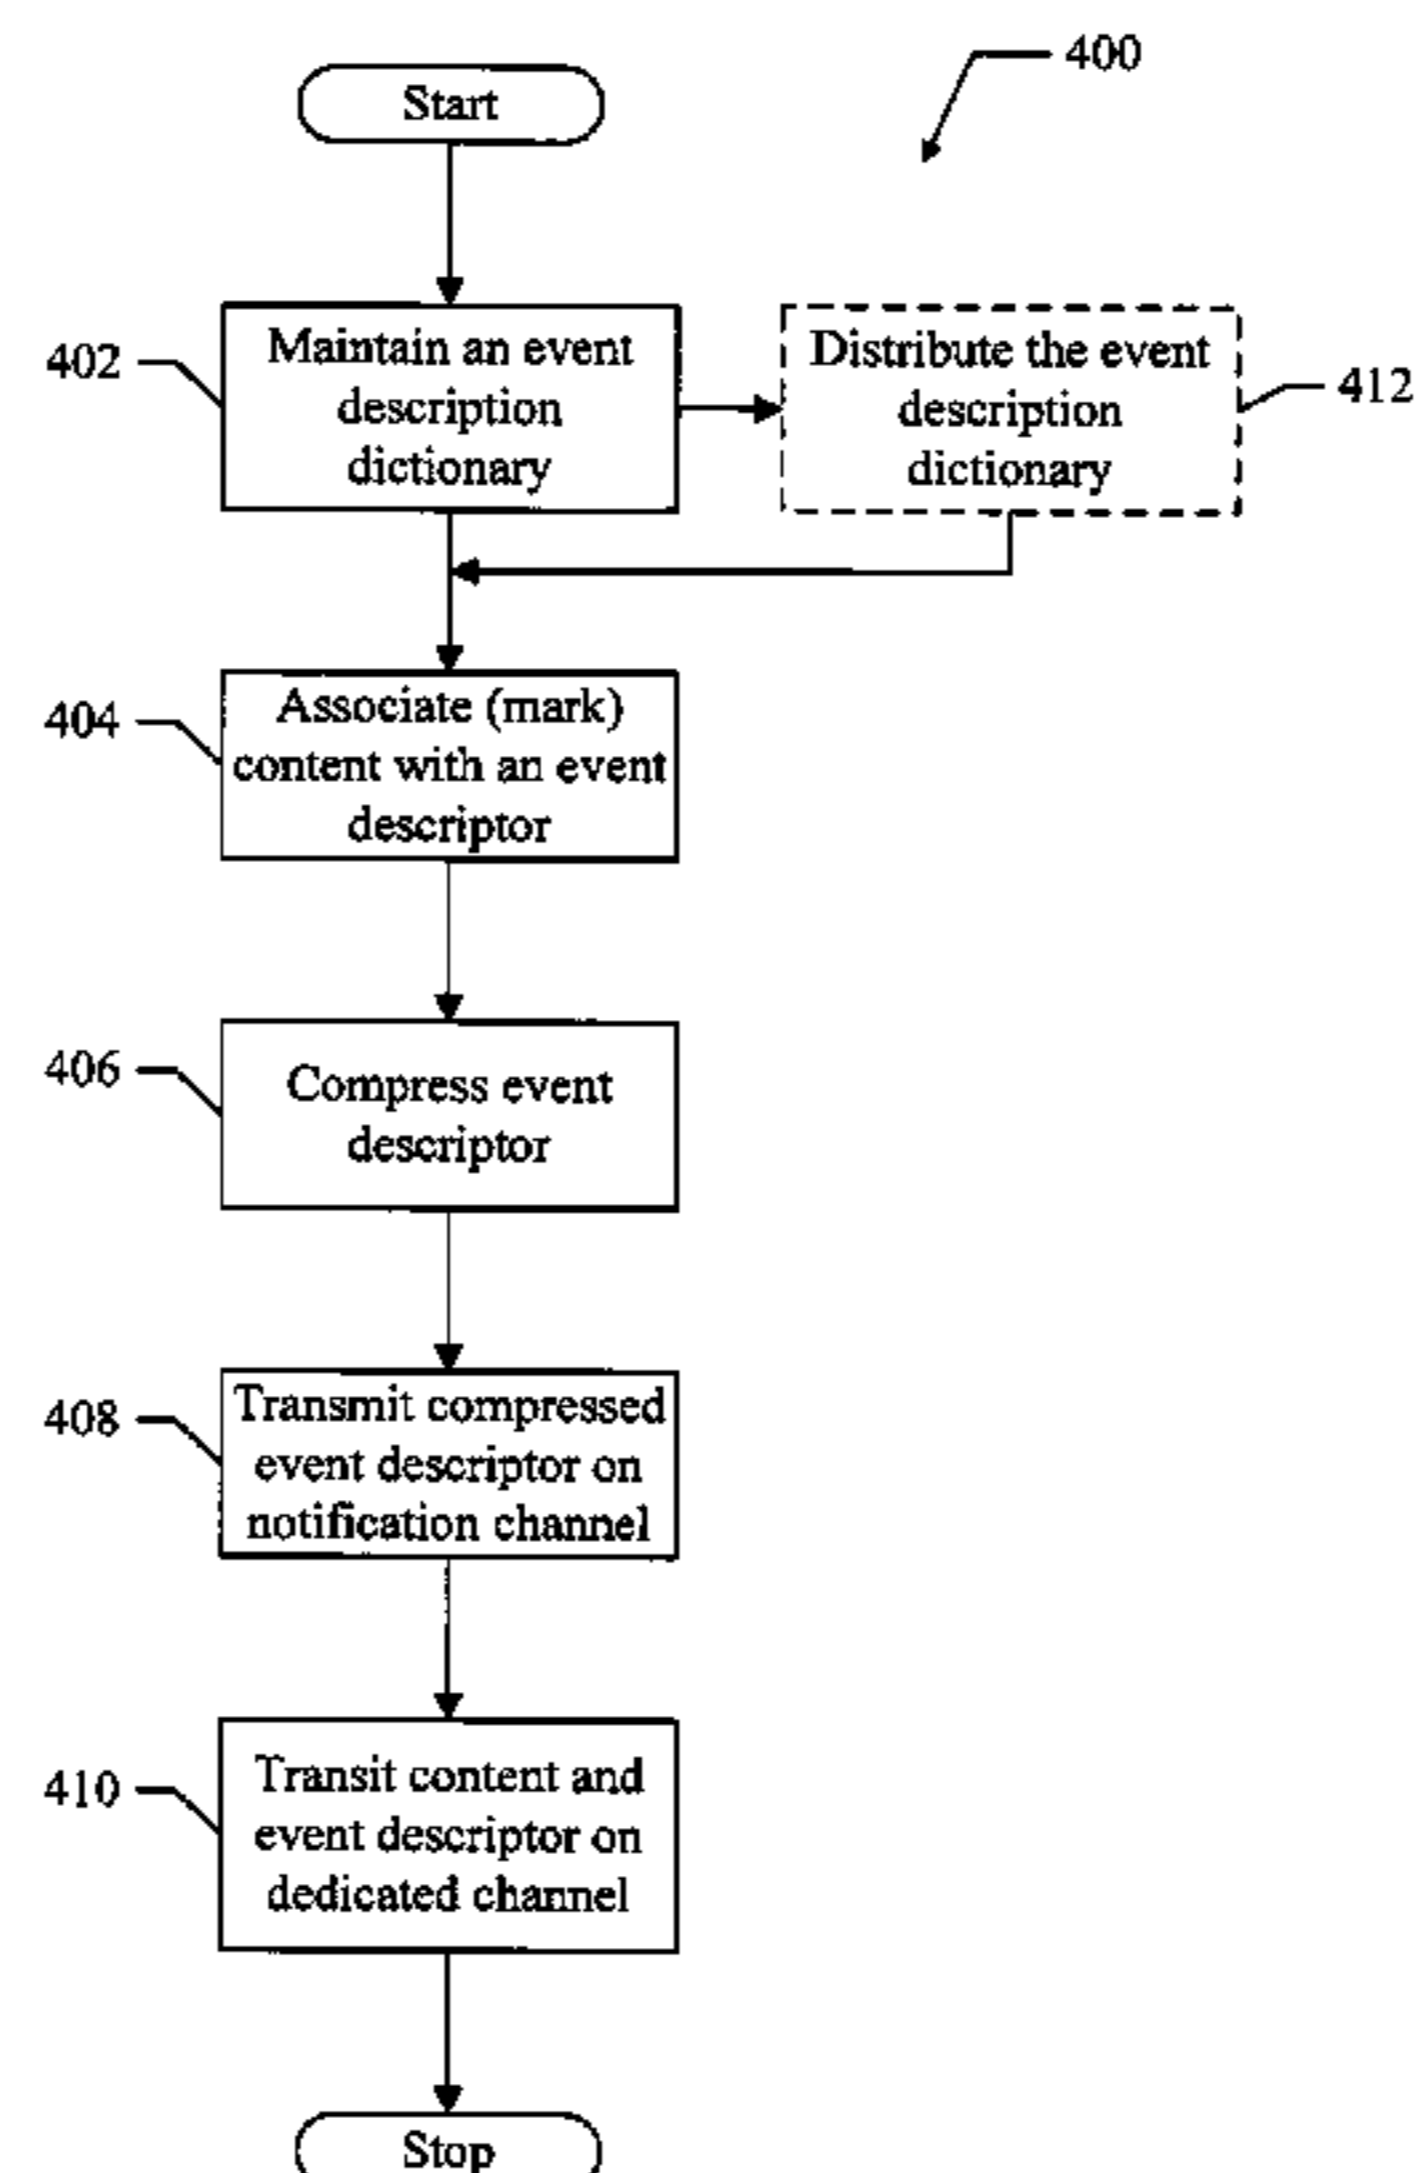 400
Start
402
Maintain an event
description
dictionary
Distribute the event
description
dictionary
412
404
Associate (mark)
content with an event
descriptor
406
Compress event
descriptor
408
Transmit compressed
event descriptor on
notification channel
410
Transit content and
event descriptor on
dedicated channel
Stop